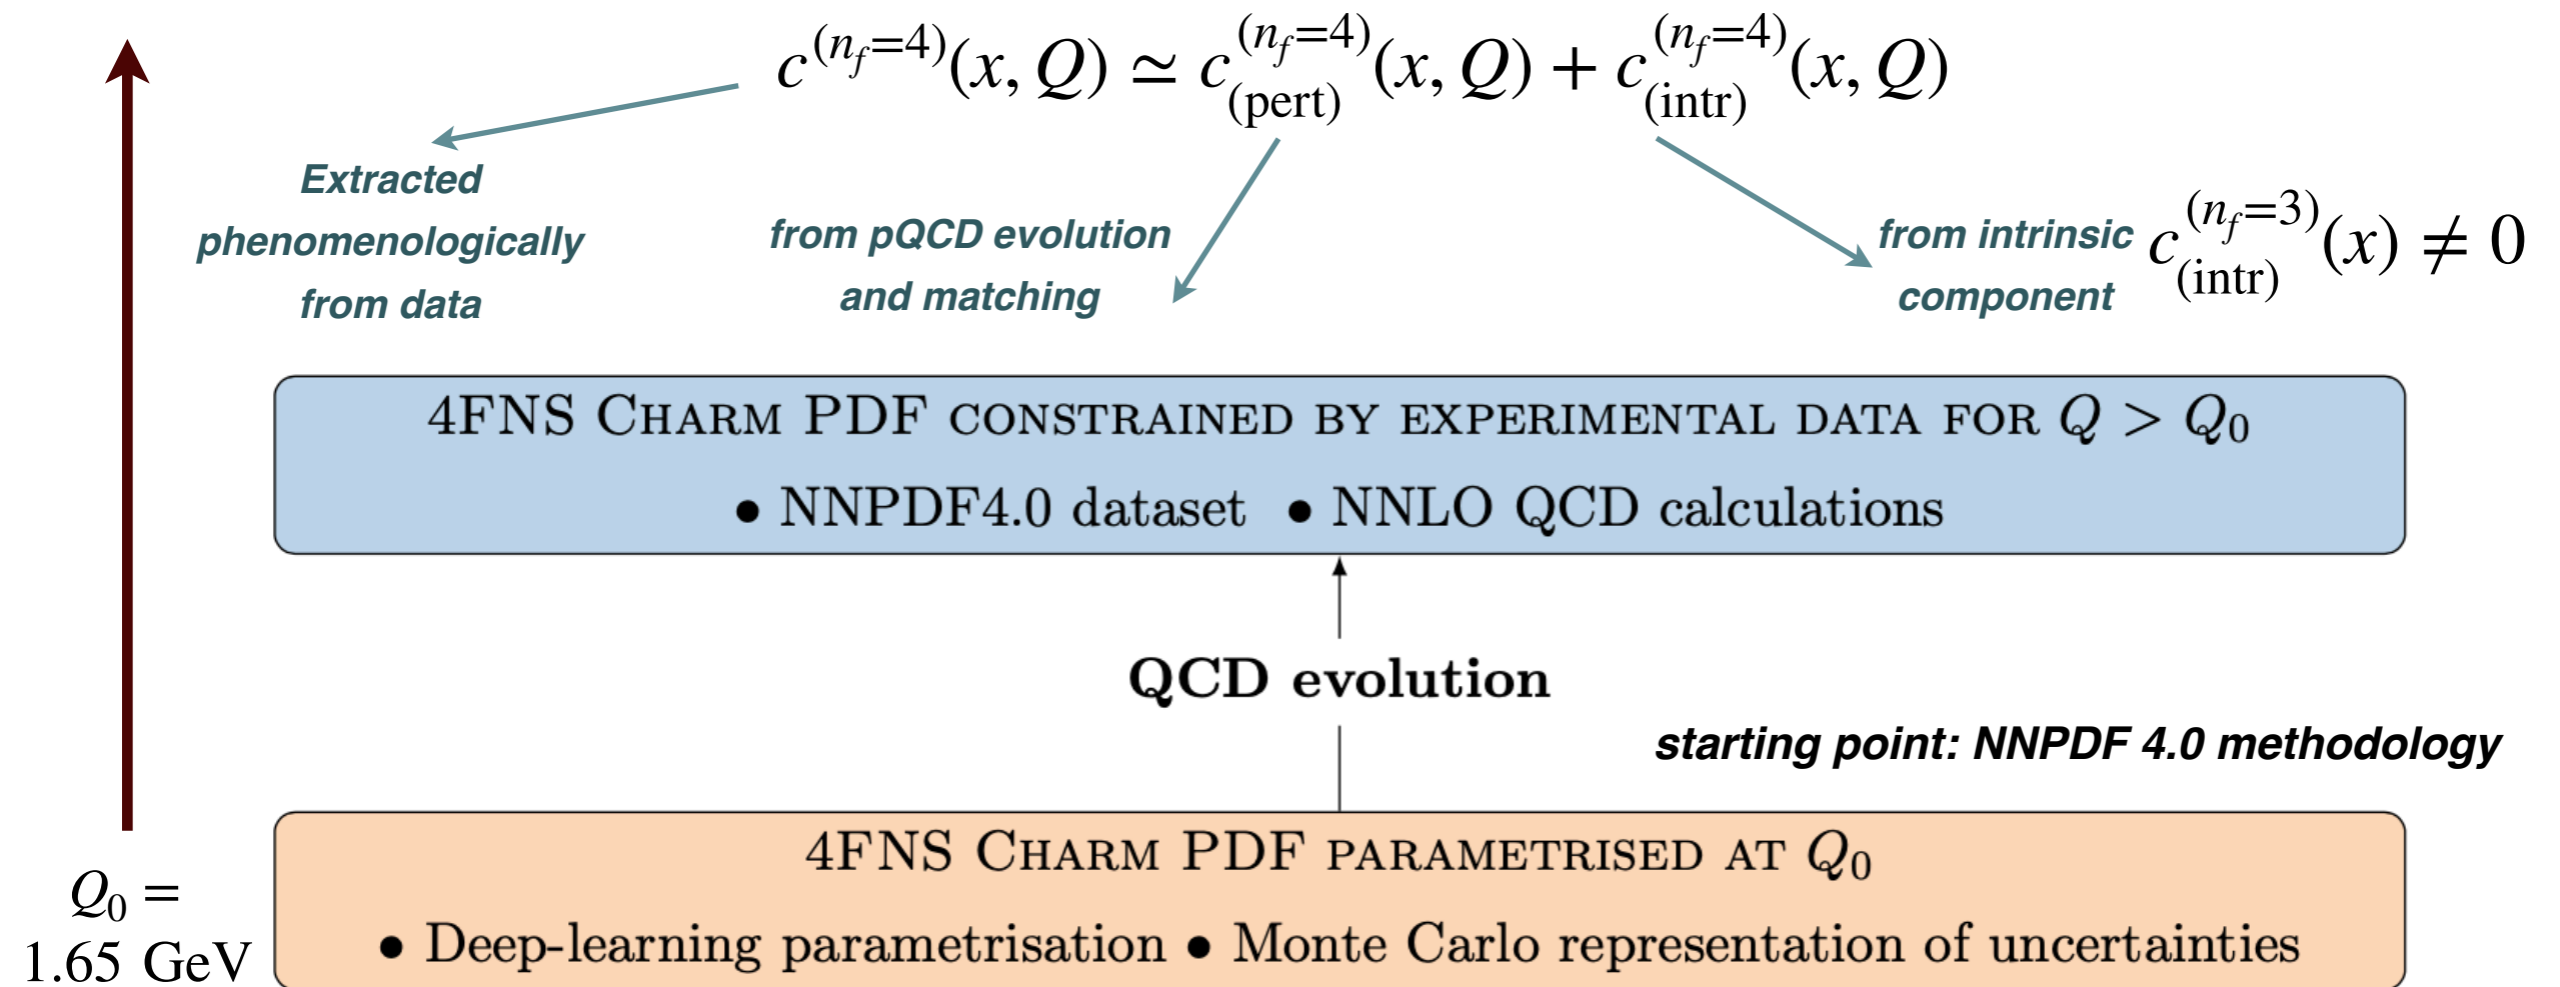 c^{(n_f=4)}(x, Q) ≃ c^{(n_f=4)}_{(pert)}(x, Q) + c^{(n_f=4)}_{(intr)}(x, Q)
Extracted
phenomenologically
from data
from pQCD evolution
and matching
from intrinsic
component
c^{(n_f=3)}_{(intr)}(x) ≠ 0
4FNS Charm PDF constrained by experimental data for Q > Q_0
• NNPDF4.0 dataset • NNLO QCD calculations
QCD evolution
starting point: NNPDF 4.0 methodology
4FNS Charm PDF parametrised at Q_0
• Deep-learning parametrisation • Monte Carlo representation of uncertainties
Q_0 =
1.65 GeV